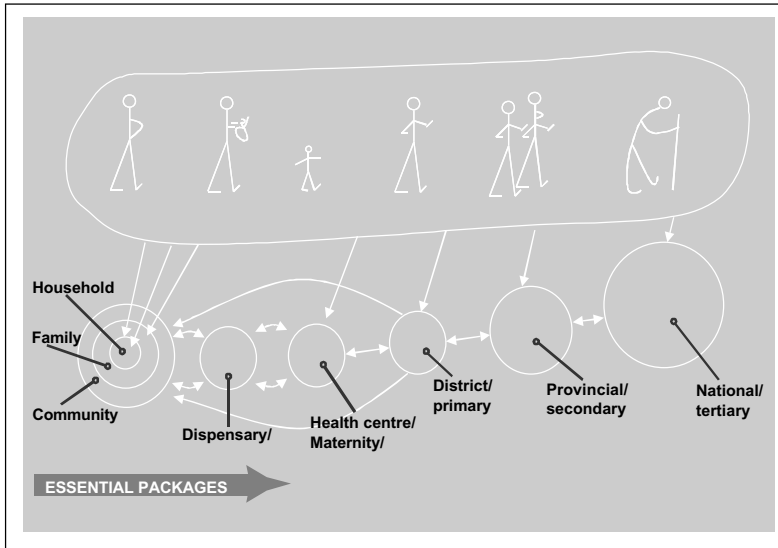 Household
Family
Community
Dispensary/
Health centre/
Maternity/
District/
primary
Provincial/
secondary
National/
tertiary
ESSENTIAL PACKAGES